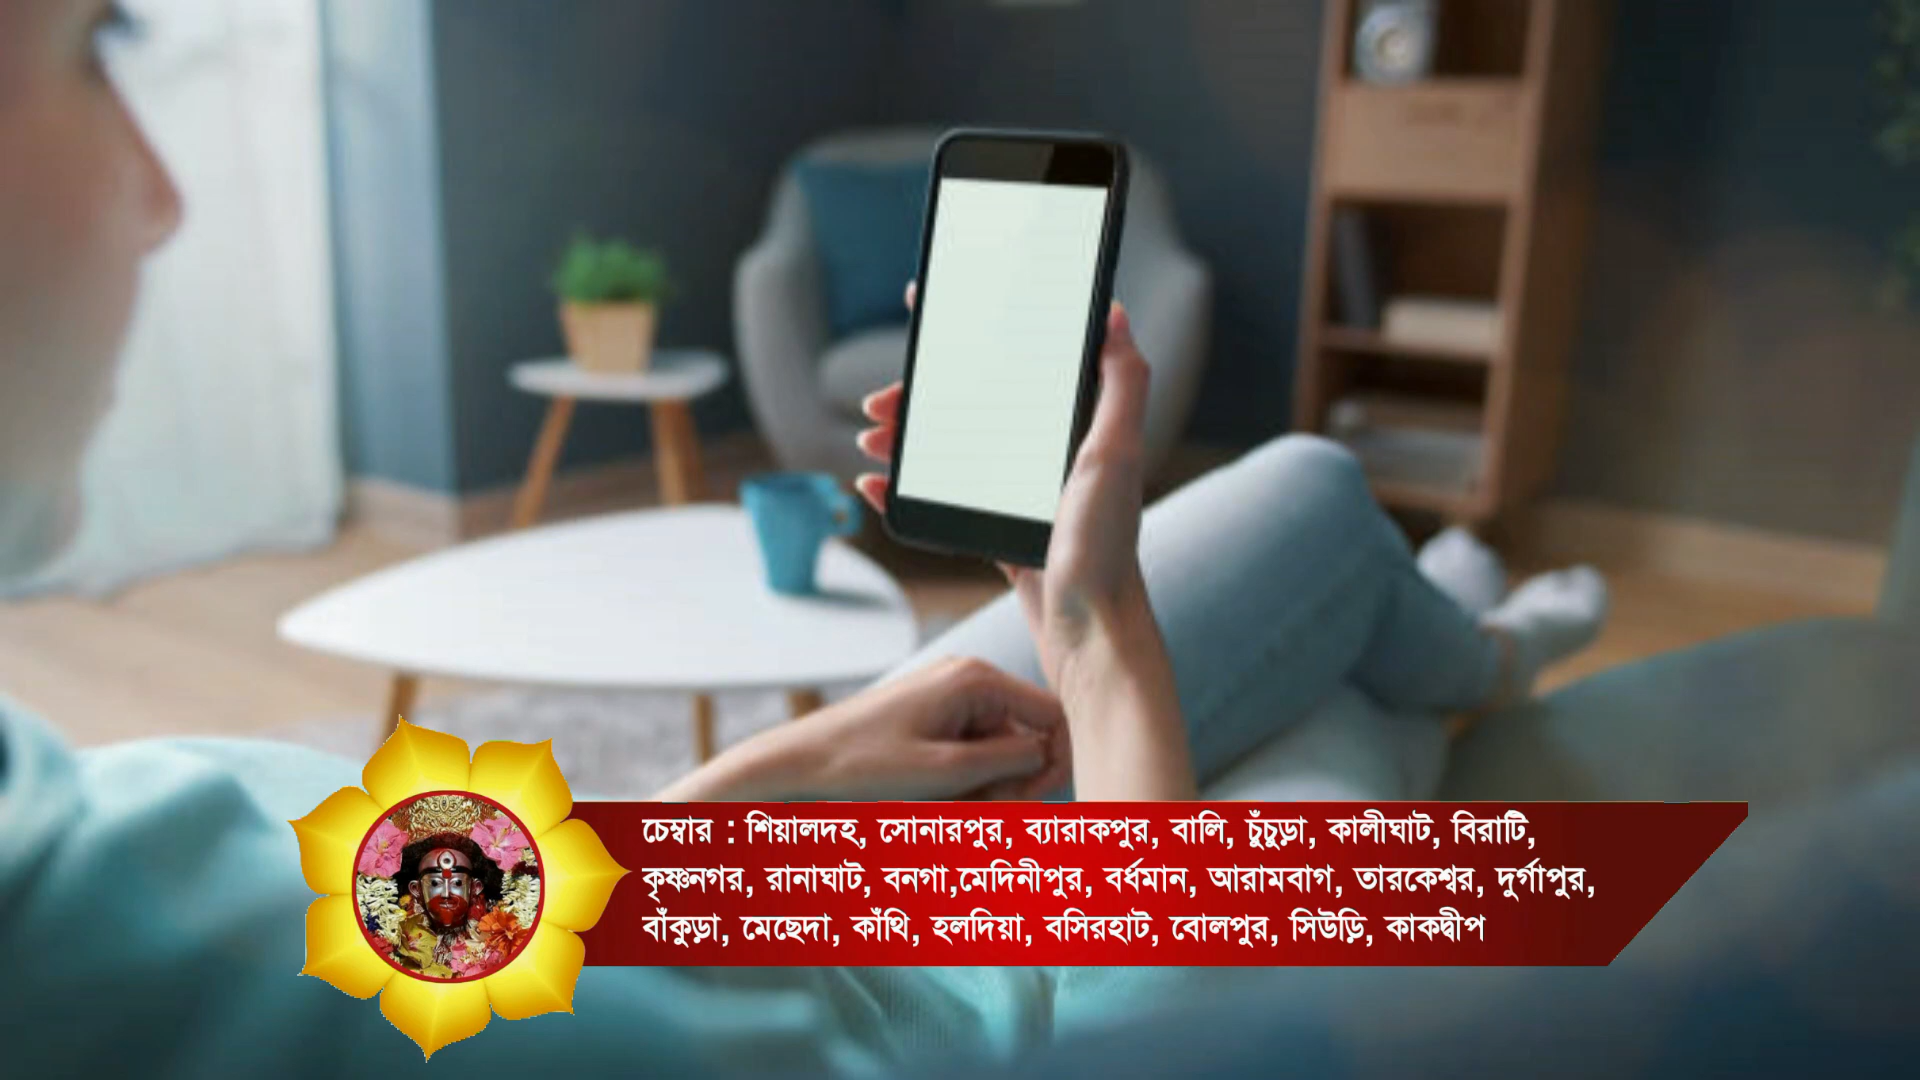 চেম্বার : শিয়ালদহ, সোনারপুর, ব্যারাকপুর, বালি, চুঁচুড়া, কালীঘাট, বিরাটি,
কৃষ্ণনগর, রানাঘাট, বনগা,মেদিনীপুর, বর্ধমান, আরামবাগ, তারকেশ্বর, দুর্গাপুর,
বাঁকুড়া, মেছেদা, কাঁথি, হলদিয়া, বসিরহাট, বোলপুর, সিউড়ি, কাকদ্বীপ